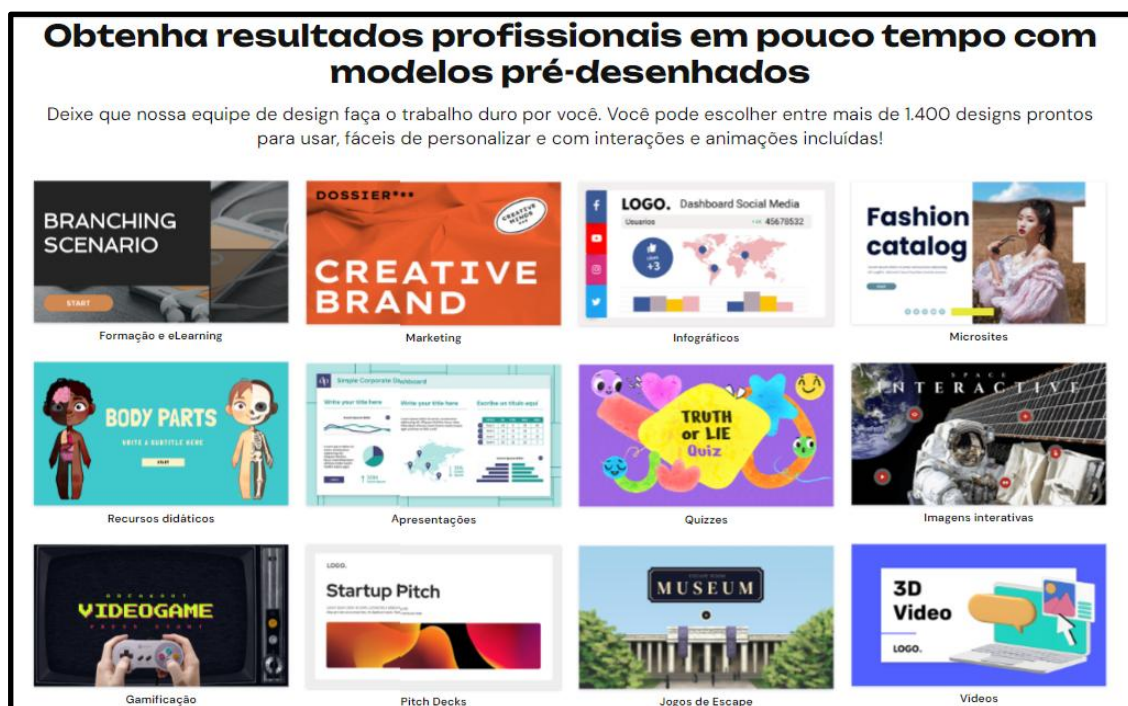 Obtenha resultados profissionais em pouco tempo com
modelos pré-desenhados
Deixe que nossa equipe de design faça o trabalho duro por você. Você pode escolher entre mais de 1.400 designs prontos
para usar, fáceis de personalizar e com interações e animações incluídas!
BRANCHING
SCENARIO
START
Formação e eLearning
DOSSIER***
CREATIVE
BRAND
Marketing
LOGO. Dashboard Social Media
Usuarios
45678532
+3
Infográficos
Fashion
catalog
Microsites
BODY PARTS
WRITE A SUBTITLE HERE
START
Recursos didáticos
Simple Corporate Dashboard
Write your title here
Write your title here
Escribe un título aquí
Apresentações
TRUTH
or LIE
Quiz
Quizzes
SPACE
INTERACTIVE
Imagens interativas
VIDEOGAME
Gamificação
LOGO.
Startup Pitch
Pitch Decks
MUSEUM
Jogos de Escape
3D
Video
LOGO.
Vídeos